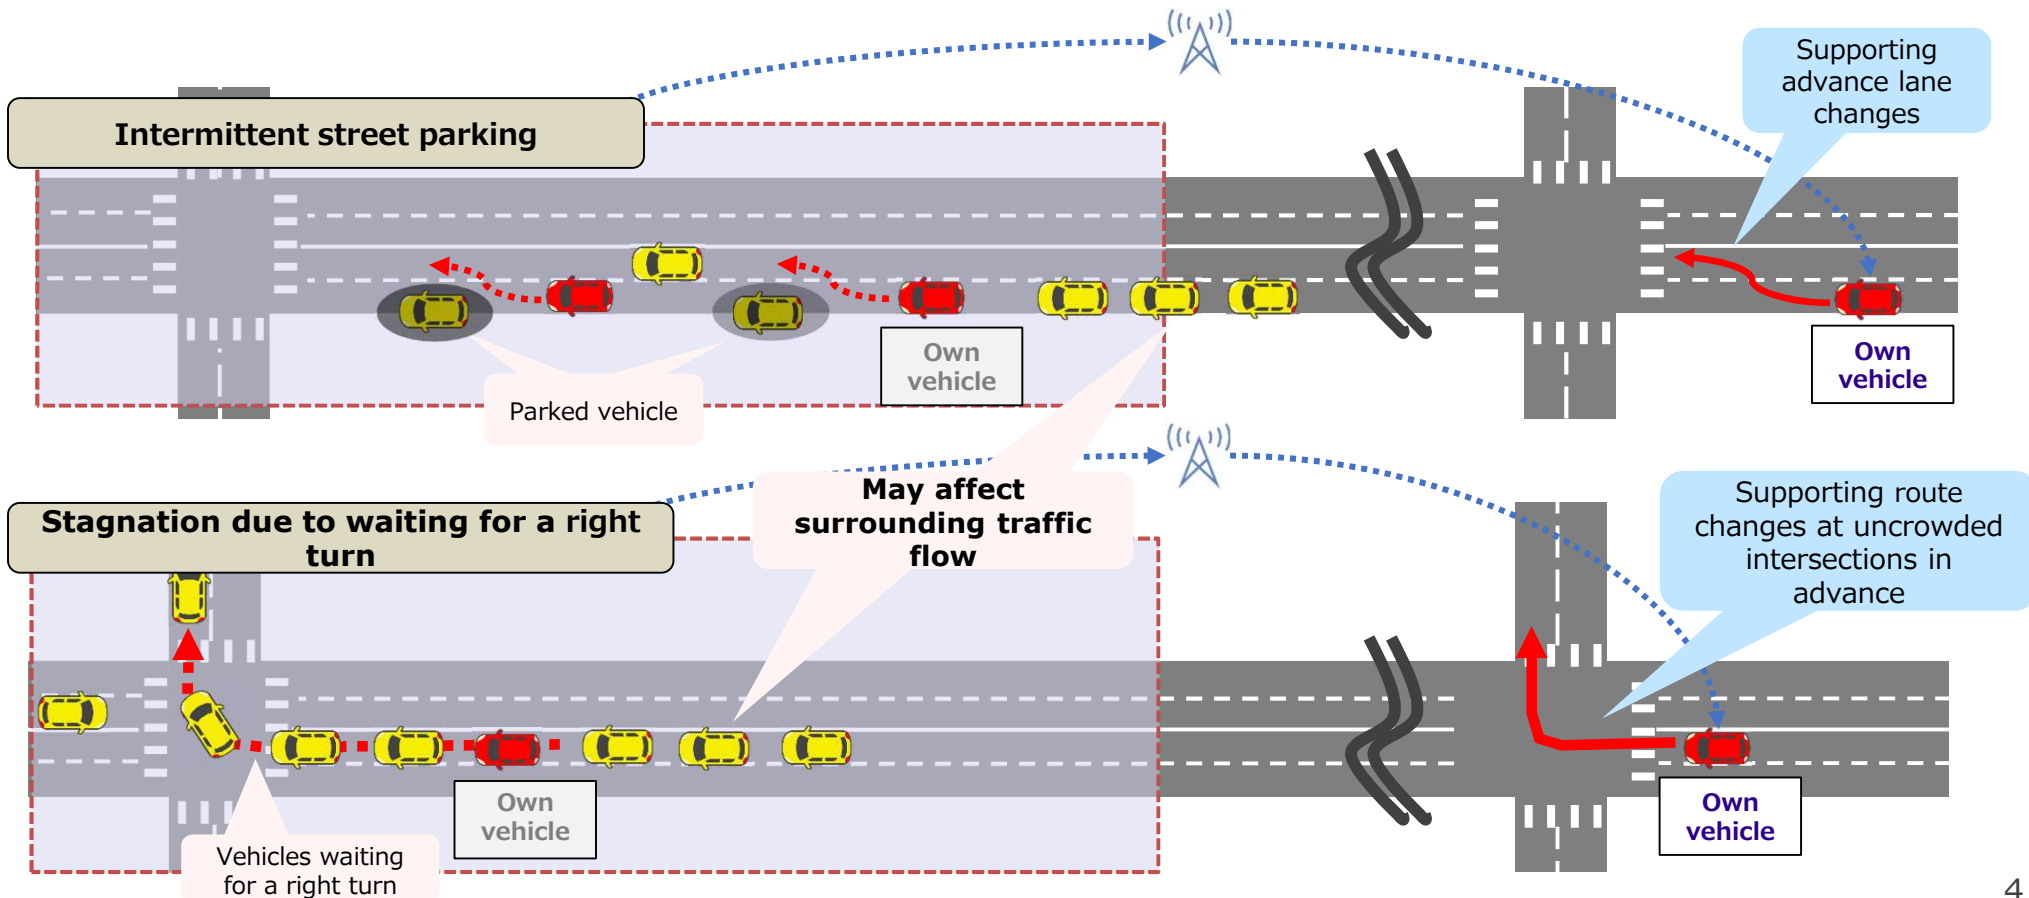 Intermittent street parking
Supporting
advance lane
changes
Own
vehicle
Parked vehicle
Own
vehicle
May affect
surrounding traffic
flow
Stagnation due to waiting for a right
turn
Supporting route
changes at uncrowded
intersections in
advance
Own
vehicle
Own
vehicle
Vehicles waiting
for a right turn
4